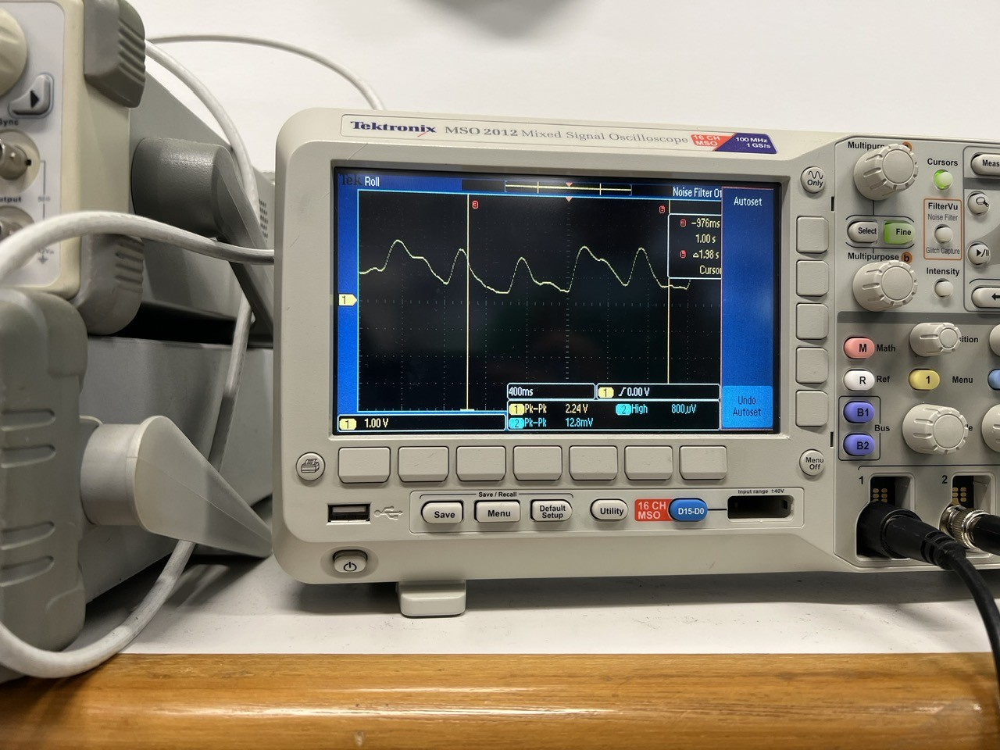 Tektronix MSO 2012 Mixed Signal Oscilloscope 16 CH MSO 100 MHz 1 GS/s
Tek Roll
Noise Filter Of
Autoset
a
b
a -976ms
1.00 s
b △1.98 s
Curso
1
400ms
1 ∫ 0.00 V
1 Pk-Pk 2.24 V
2 High 800µV
2 Pk-Pk 12.8mV
1 1.00 V
Undo
Autoset
Only
Menu
Off
Multipur
Cursors
Meas
Select
Fine
FilterVu
Noise Filter
Glitch Capture
Multipurpose b
Intensity
M Math
R Ref
B1
B2
Bus
sition
1
Menu
1
2
Save / Recall
Save
Menu
Default
Setup
Utility
16 CH
MSO
D15-D0
Input range ±40V
Sync
utput